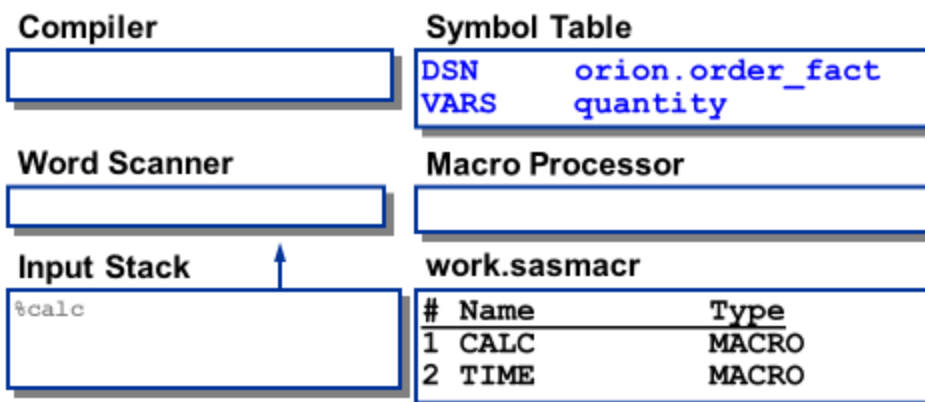 Compiler
Symbol Table
DSN orion.order_fact
VARS quantity
Word Scanner
Macro Processor
Input Stack
%calc
work.sasmacr
# Name Type
1 CALC MACRO
2 TIME MACRO